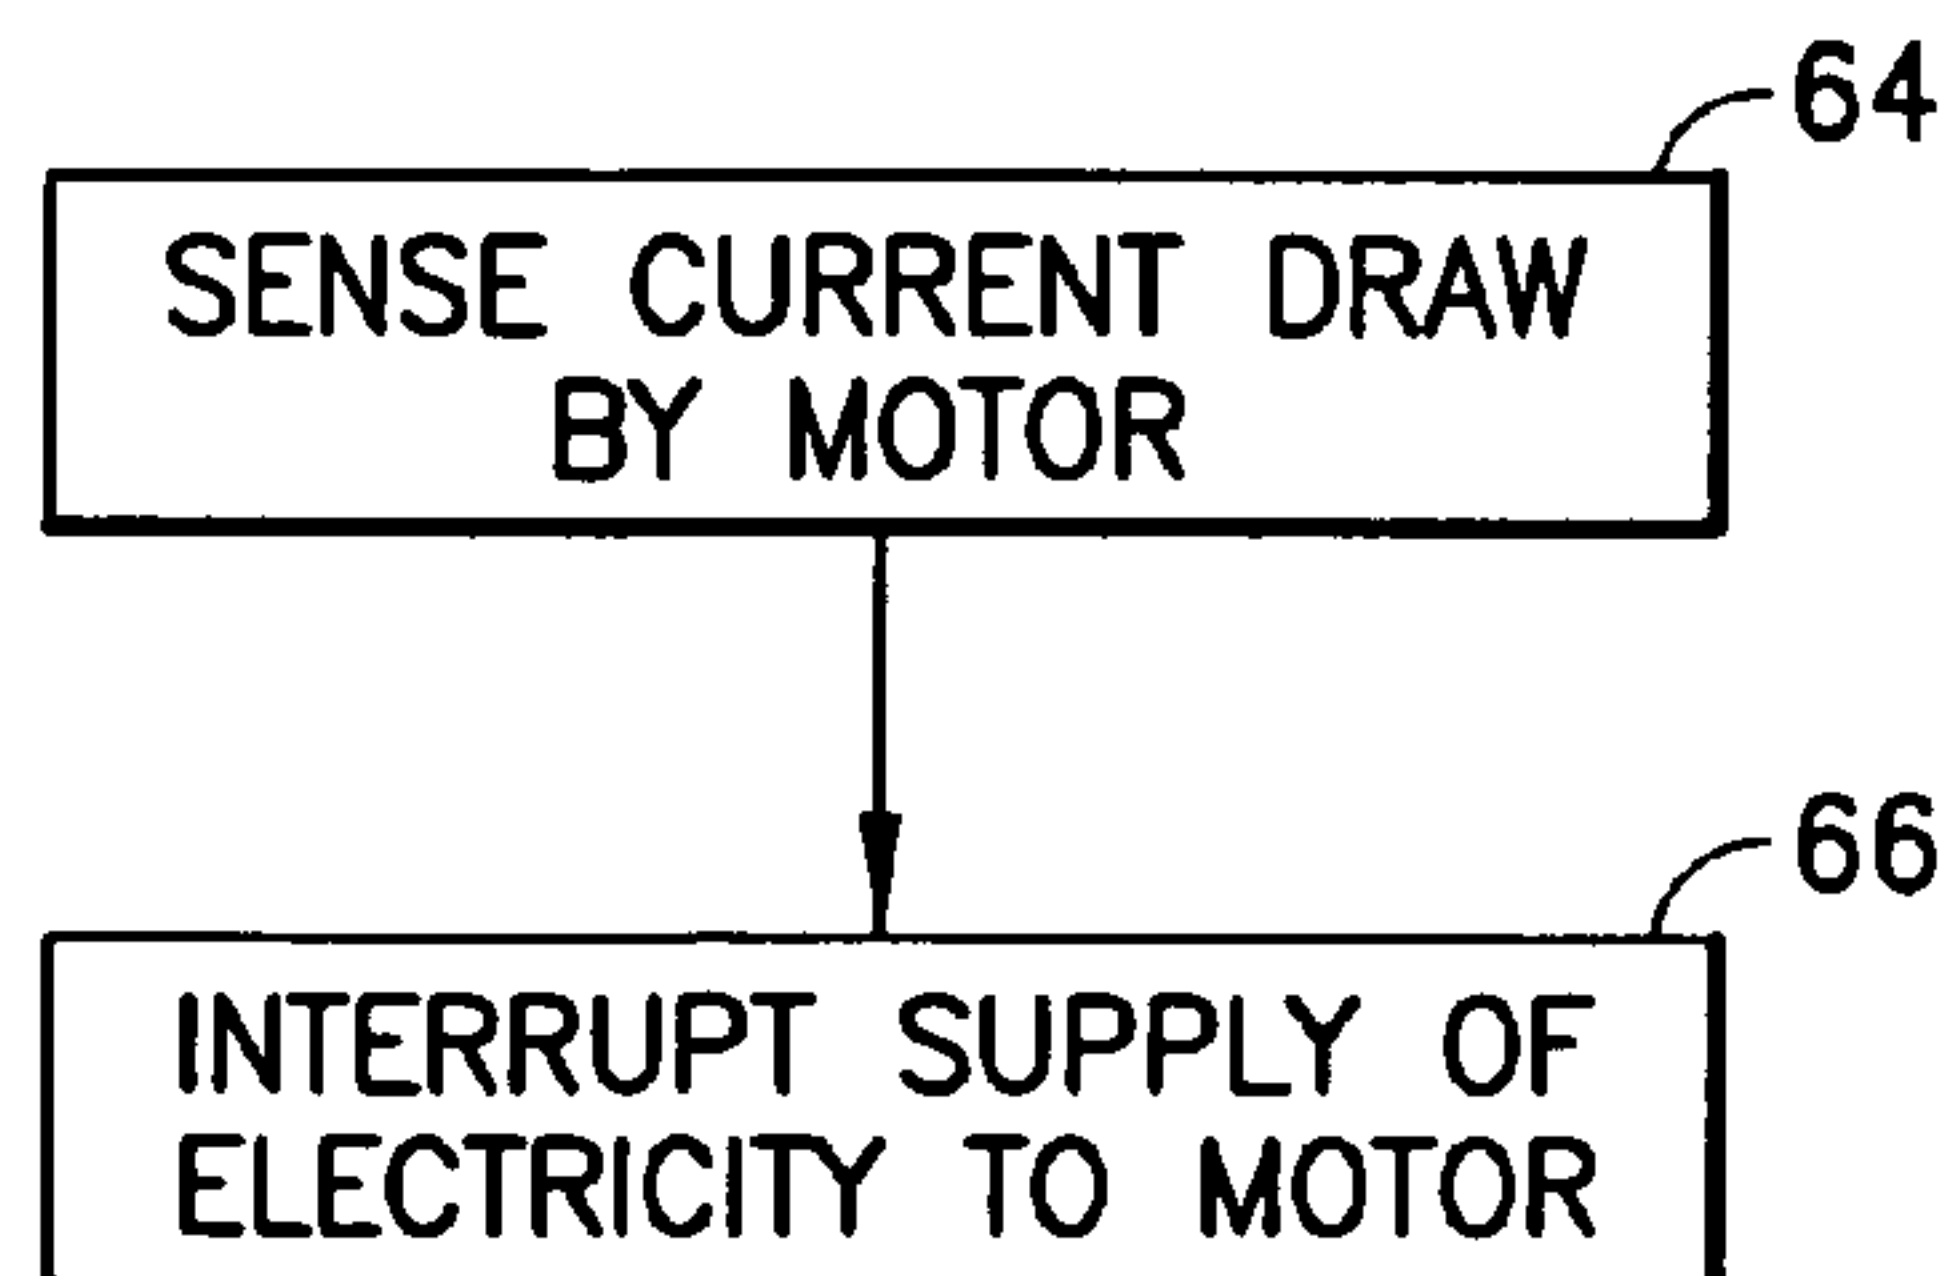 64
SENSE CURRENT DRAW
BY MOTOR
66
INTERRUPT SUPPLY OF
ELECTRICITY TO MOTOR